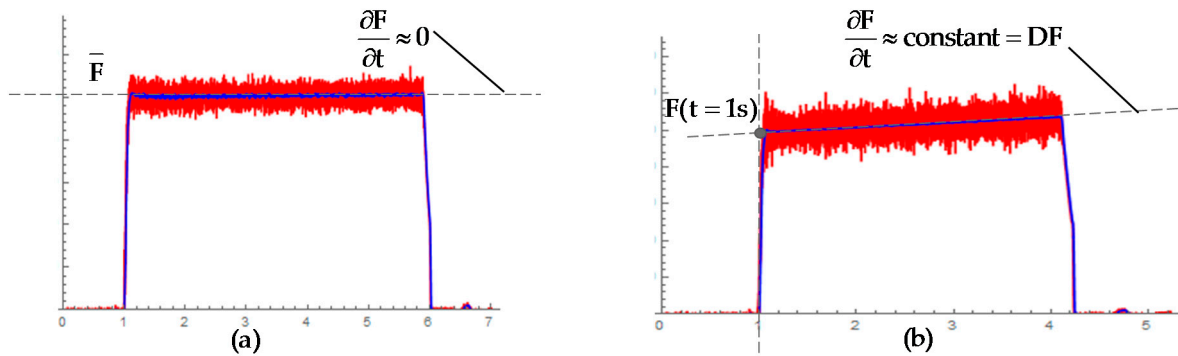 ∂F/∂t ≈ 0
F̅
0 1 2 3 4 5 6 7
(a)
∂F/∂t ≈ constant = DF
F(t = 1s)
0 1 2 3 4 5
(b)